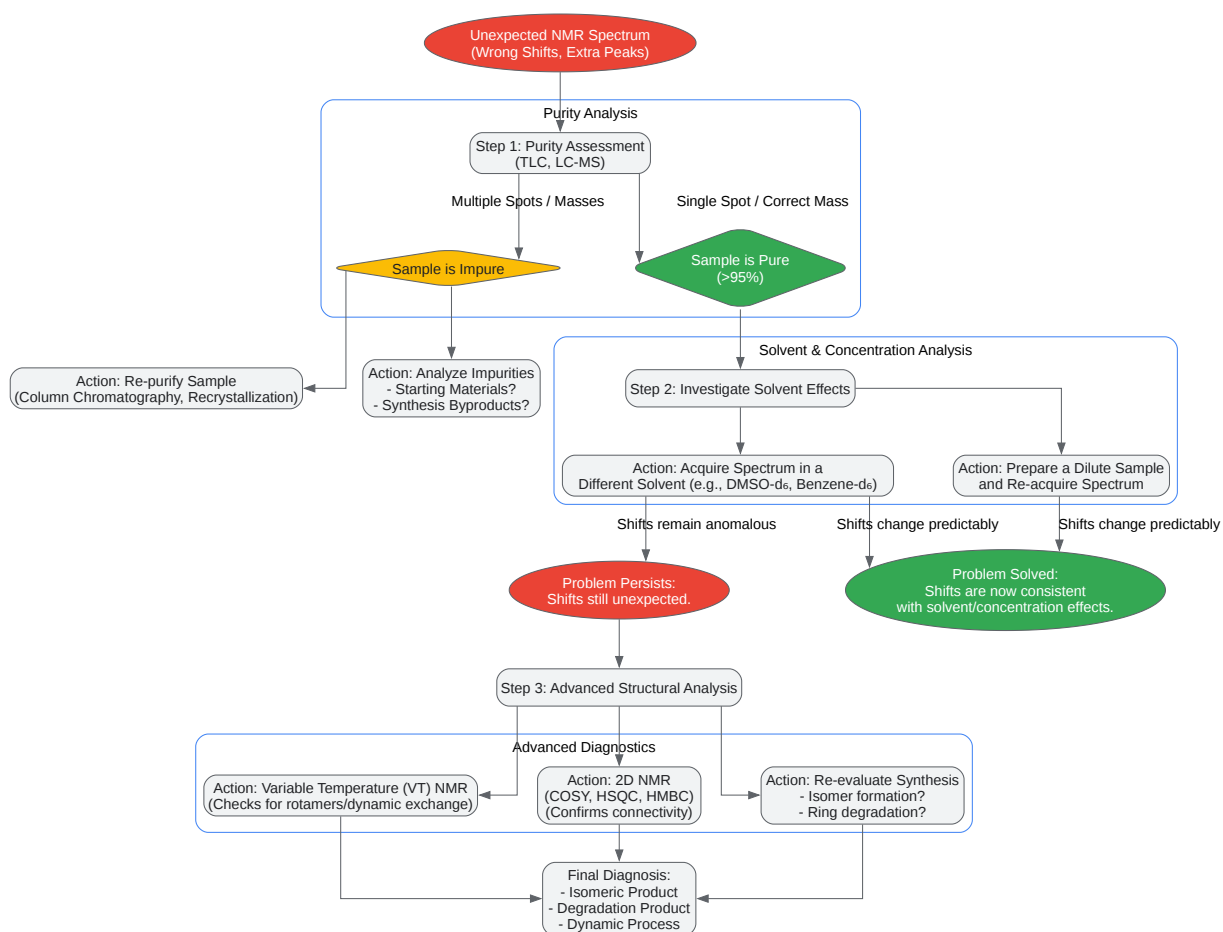 Unexpected NMR Spectrum
(Wrong Shifts, Extra Peaks)
Purity Analysis
Step 1: Purity Assessment
(TLC, LC-MS)
Multiple Spots / Masses
Single Spot / Correct Mass
Sample is Impure
Sample is Pure
(>95%)
Action: Re-purify Sample
(Column Chromatography, Recrystallization)
Action: Analyze Impurities
- Starting Materials?
- Synthesis Byproducts?
Solvent & Concentration Analysis
Step 2: Investigate Solvent Effects
Action: Acquire Spectrum in a
Different Solvent (e.g., DMSO-d₆, Benzene-d₆)
Action: Prepare a Dilute Sample
and Re-acquire Spectrum
Shifts remain anomalous
Shifts change predictably
Shifts change predictably
Problem Persists:
Shifts still unexpected.
Problem Solved:
Shifts are now consistent
with solvent/concentration effects.
Step 3: Advanced Structural Analysis
Advanced Diagnostics
Action: Variable Temperature (VT) NMR
(Checks for rotamers/dynamic exchange)
Action: 2D NMR
(COSY, HSQC, HMBC)
(Confirms connectivity)
Action: Re-evaluate Synthesis
- Isomer formation?
- Ring degradation?
Final Diagnosis:
- Isomeric Product
- Degradation Product
- Dynamic Process